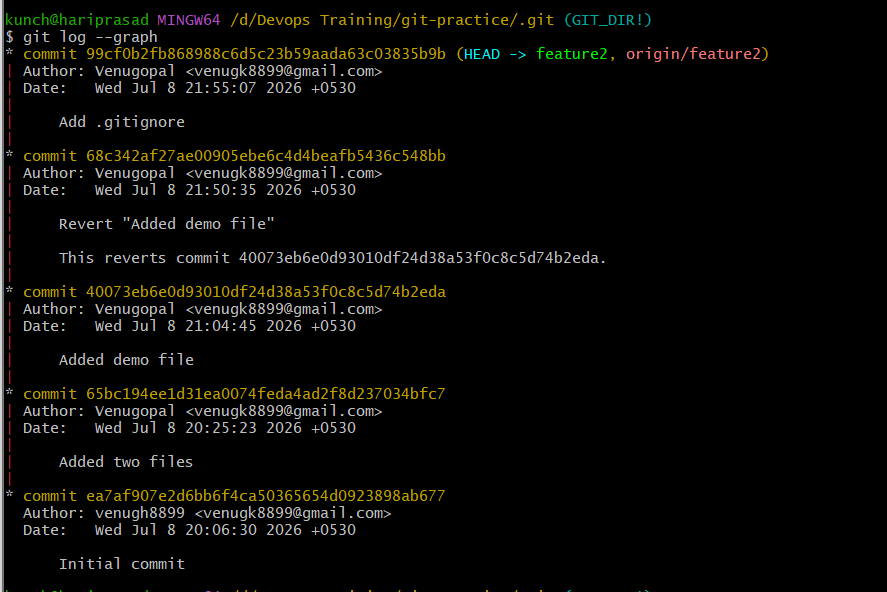 kunch@hariprasad MINGW64 /d/Devops Training/git-practice/.git (GIT_DIR!)
$ git log --graph
* commit 99cf0b2fb868988c6d5c23b59aada63c03835b9b (HEAD -> feature2, origin/feature2)
| Author: Venugopal <venugk8899@gmail.com>
| Date:   Wed Jul 8 21:55:07 2026 +0530
|
|     Add .gitignore
|
* commit 68c342af27ae00905ebe6c4d4beafb5436c548bb
| Author: Venugopal <venugk8899@gmail.com>
| Date:   Wed Jul 8 21:50:35 2026 +0530
|
|     Revert "Added demo file"
|
|     This reverts commit 40073eb6e0d93010df24d38a53f0c8c5d74b2eda.
|
* commit 40073eb6e0d93010df24d38a53f0c8c5d74b2eda
| Author: Venugopal <venugk8899@gmail.com>
| Date:   Wed Jul 8 21:04:45 2026 +0530
|
|     Added demo file
|
* commit 65bc194ee1d31ea0074feda4ad2f8d237034bfc7
| Author: Venugopal <venugk8899@gmail.com>
| Date:   Wed Jul 8 20:25:23 2026 +0530
|
|     Added two files
|
* commit ea7af907e2d6bb6f4ca50365654d0923898ab677
  Author: venugh8899 <venugk8899@gmail.com>
  Date:   Wed Jul 8 20:06:30 2026 +0530

      Initial commit